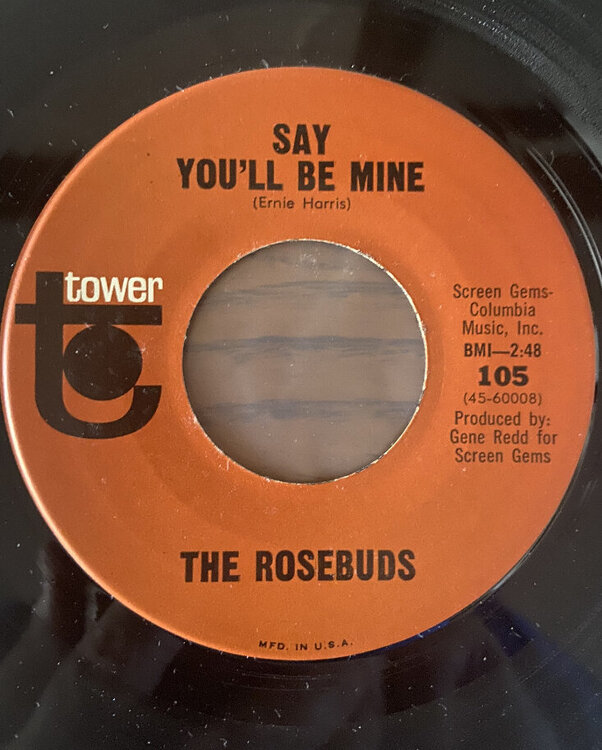 SAY
YOU'LL BE MINE
(Ernie Harris)
tower
t
Screen Gems-
Columbia
Music, Inc.
BMI—2:48
105
(45-60008)
Produced by:
Gene Redd for
Screen Gems
THE ROSEBUDS
MFD. IN U.S.A.